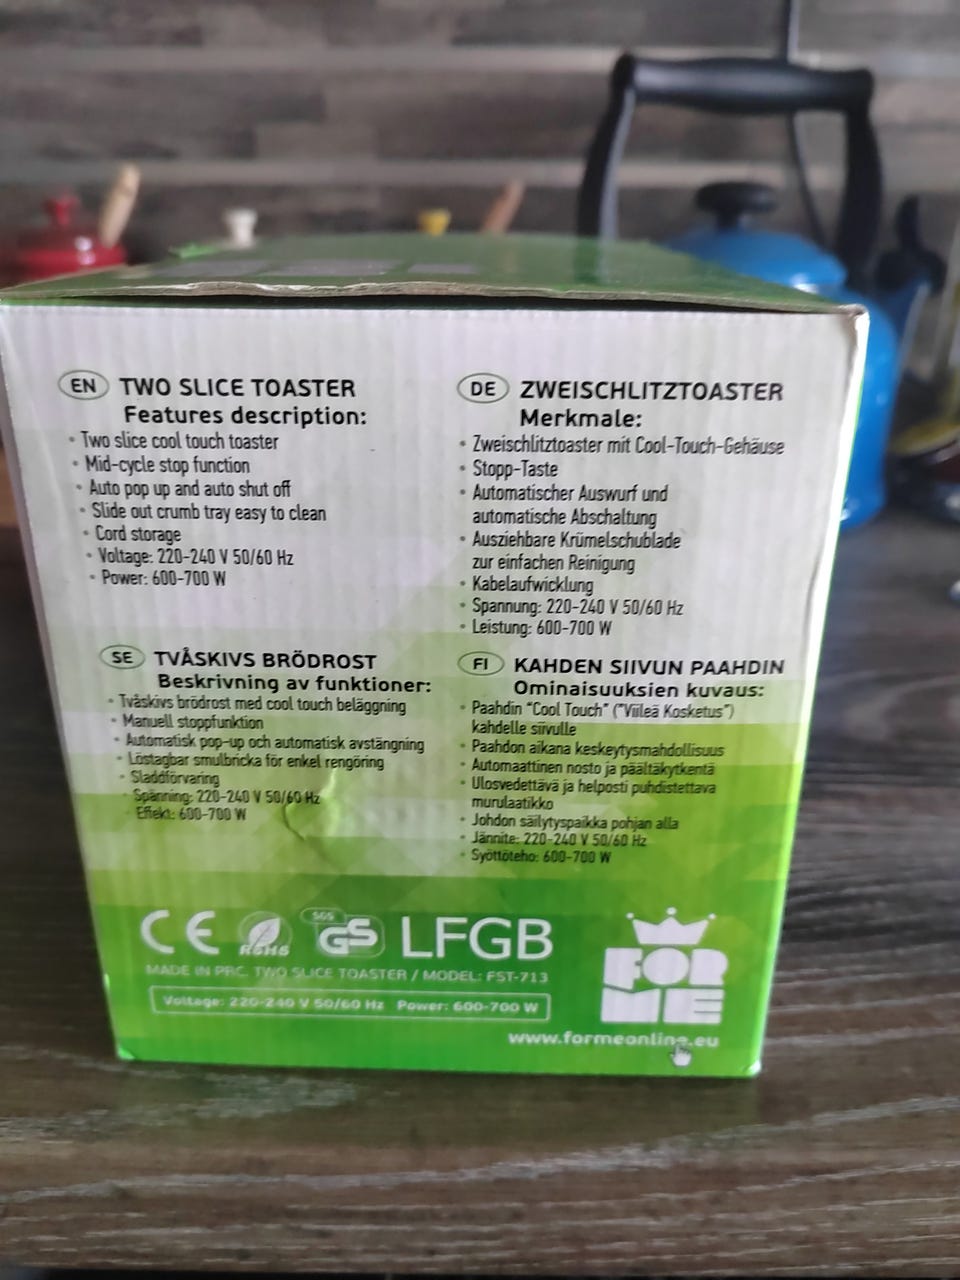 EN TWO SLICE TOASTER
Features description:
• Two slice cool touch toaster
• Mid-cycle stop function
• Auto pop up and auto shut off
• Slide out crumb tray easy to clean
• Cord storage
• Voltage: 220-240 V 50/60 Hz
• Power: 600-700 W
DE ZWEISCHLITZTOASTER
Merkmale:
• Zweischlitztoaster mit Cool-Touch-Gehäuse
• Stopp-Taste
• Automatischer Auswurf und
automatische Abschaltung
• Ausziehbare Krümelschublade
zur einfachen Reinigung
• Kabelaufwicklung
• Spannung: 220-240 V 50/60 Hz
• Leistung: 600-700 W
SE TVÅSKIVS BRÖDROST
Beskrivning av funktioner:
• Tvåskivs brödrost med cool touch beläggning
• Manuell stoppfunktion
• Automatisk pop-up och automatisk avstängning
• Löstagbar smulbricka för enkel rengöring
• Sladdförvaring
• Spänning: 220-240 V 50/60 Hz
• Effekt: 600-700 W
FI KAHDEN SIIVUN PAAHDIN
Ominaisuuksien kuvaus:
• Paahdin "Cool Touch" ("Viileä Kosketus")
kahdelle siivulle
• Paahdon aikana keskeytysmahdollisuus
• Automaattinen nosto ja päältäkytkentä
• Ulosvedettävä ja helposti puhdistettava
murulaatikko
• Johdon säilytyspaikka pohjan alla
• Jännite: 220-240 V 50/60 Hz
• Syöttöteho: 600-700 W
CE RoHS SGS GS LFGB
MADE IN PRC. TWO SLICE TOASTER / MODEL: FST-713
Voltage: 220-240 V 50/60 Hz Power: 600-700 W
FOR
ME
www.formeonline.eu